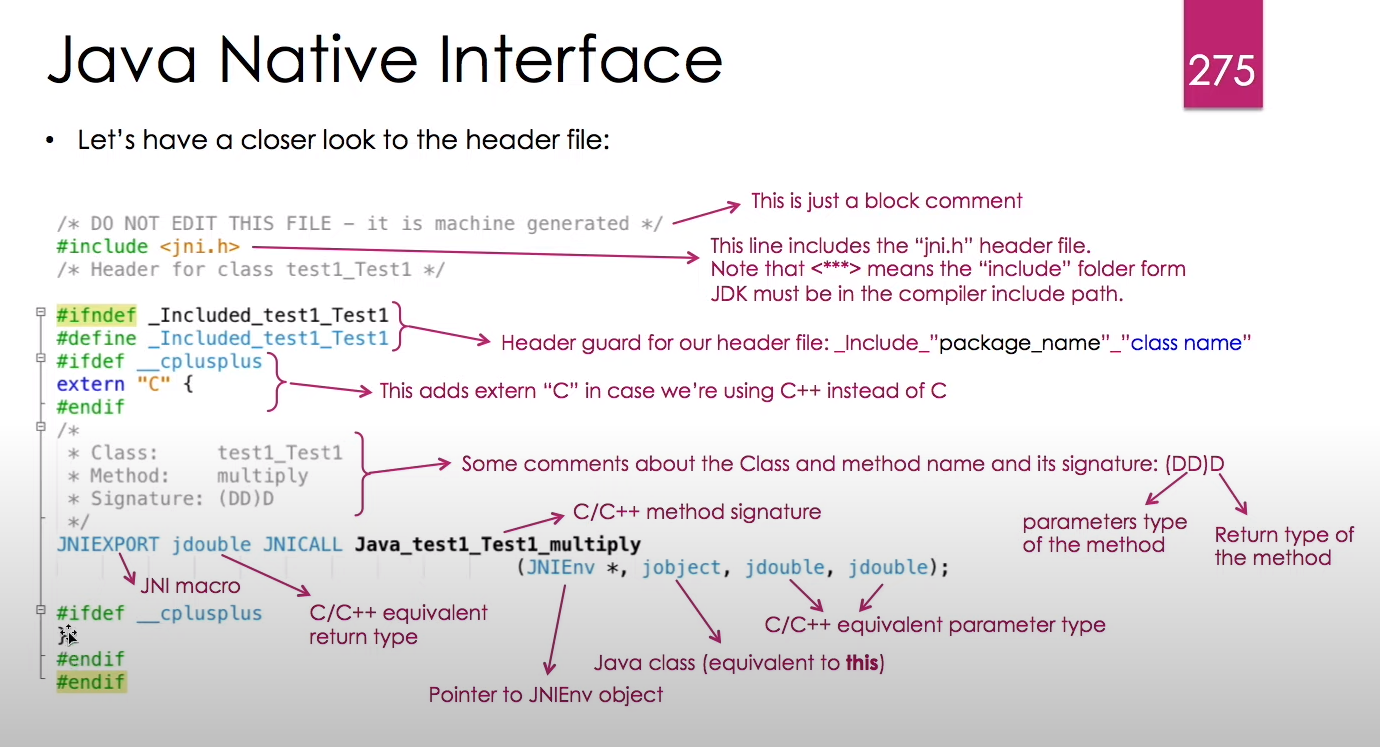 Java Native Interface
275
• Let's have a closer look to the header file:
/* DO NOT EDIT THIS FILE – it is machine generated */
This is just a block comment
#include <jni.h>
This line includes the “jni.h” header file.
Note that <***> means the “include” folder form
JDK must be in the compiler include path.
/* Header for class test1_Test1 */
#ifndef _Included_test1_Test1
#define _Included_test1_Test1
Header guard for our header file: _Include_”package_name”_”class name”
#ifdef __cplusplus
extern "C" {
#endif
This adds extern “C” in case we’re using C++ instead of C
/*
* Class: test1_Test1
* Method: multiply
* Signature: (DD)D
*/
Some comments about the Class and method name and its signature: (DD)D
parameters type
of the method
Return type of
the method
C/C++ method signature
JNIEXPORT jdouble JNICALL Java_test1_Test1_multiply
(JNIEnv *, jobject, jdouble, jdouble);
JNI macro
C/C++ equivalent
return type
C/C++ equivalent parameter type
Java class (equivalent to this)
Pointer to JNIEnv object
#ifdef __cplusplus
}
#endif
#endif